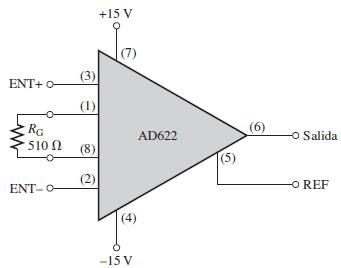 +15 V
(7)
ENT+
(3)
(1)
R_G
510 Ω
AD622
(6)
Salida
(8)
(5)
ENT–
(2)
REF
(4)
–15 V